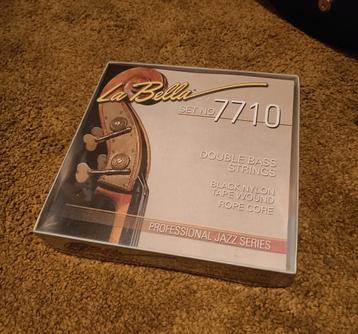 La Bella
SET NO 7710
DOUBLE BASS
STRINGS
BLACK NYLON
TAPE WOUND
ROPE CORE
PROFESSIONAL JAZZ SERIES